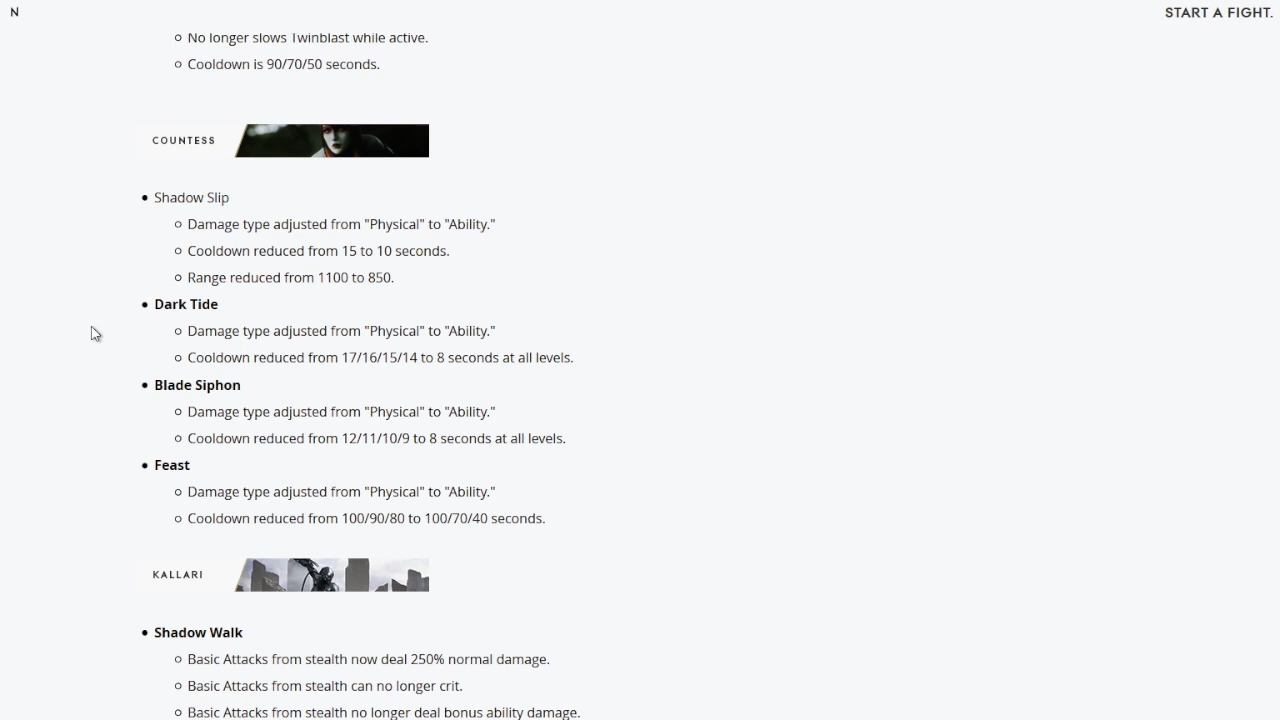 N
START A FIGHT.
No longer slows Twinblast while active.
Cooldown is 90/70/50 seconds.
COUNTESS
Shadow Slip
Damage type adjusted from "Physical" to "Ability."
Cooldown reduced from 15 to 10 seconds.
Range reduced from 1100 to 850.
Dark Tide
Damage type adjusted from "Physical" to "Ability."
Cooldown reduced from 17/16/15/14 to 8 seconds at all levels.
Blade Siphon
Damage type adjusted from "Physical" to "Ability."
Cooldown reduced from 12/11/10/9 to 8 seconds at all levels.
Feast
Damage type adjusted from "Physical" to "Ability."
Cooldown reduced from 100/90/80 to 100/70/40 seconds.
KALLARI
Shadow Walk
Basic Attacks from stealth now deal 250% normal damage.
Basic Attacks from stealth can no longer crit.
Basic Attacks from stealth no longer deal bonus ability damage.